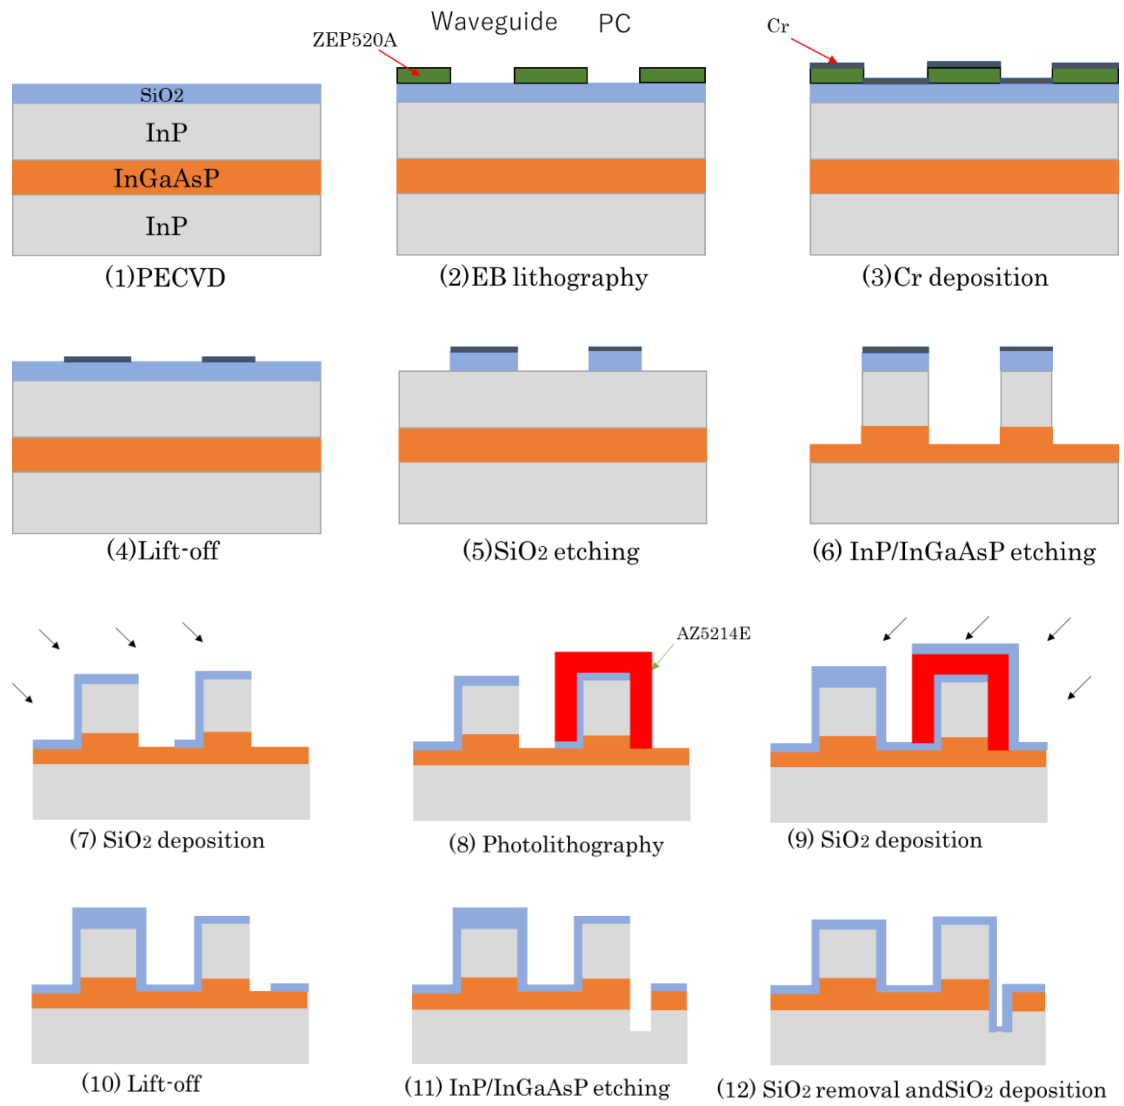 Waveguide PC
ZEP520A
Cr
SiO2
InP
InGaAsP
InP
(1)PECVD
(2)EB lithography
(3)Cr deposition
(4)Lift-off
(5)SiO2 etching
(6) InP/InGaAsP etching
AZ5214E
(7) SiO2 deposition
(8) Photolithography
(9) SiO2 deposition
(10) Lift-off
(11) InP/InGaAsP etching
(12) SiO2 removal andSiO2 deposition